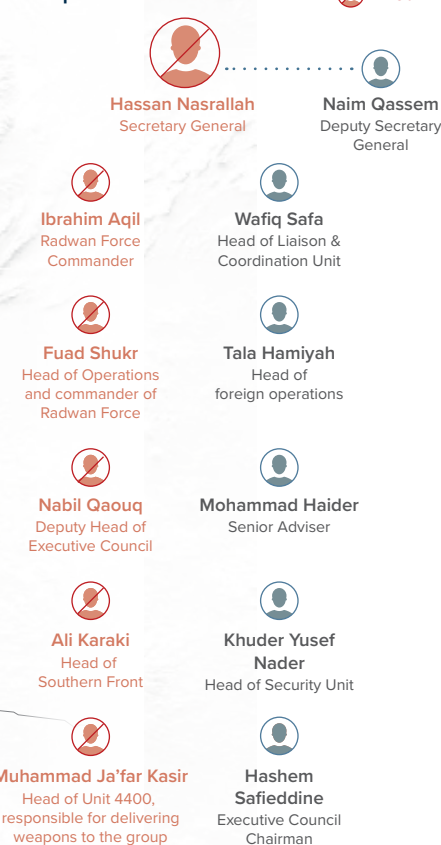 Hassan Nasrallah
Secretary General
Naim Qassem
Deputy Secretary
General
Ibrahim Aqil
Radwan Force
Commander
Wafiq Safa
Head of Liaison &
Coordination Unit
Fuad Shukr
Head of Operations
and commander of
Radwan Force
Tala Hamiyah
Head of
foreign operations
Nabil Qaouq
Deputy Head of
Executive Council
Mohammad Haider
Senior Adviser
Ali Karaki
Head of
Southern Front
Khuder Yusef
Nader
Head of Security Unit
Muhammad Ja'far Kasir
Head of Unit 4400,
responsible for delivering
weapons to the group
Hashem
Safieddine
Executive Council
Chairman